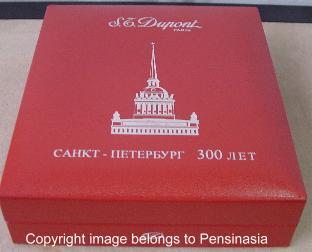 S.T. Dupont
PARIS
САНКТ - ПЕТЕРБУРГ 300 ЛЕТ
Copyright image belongs to Pensinasia